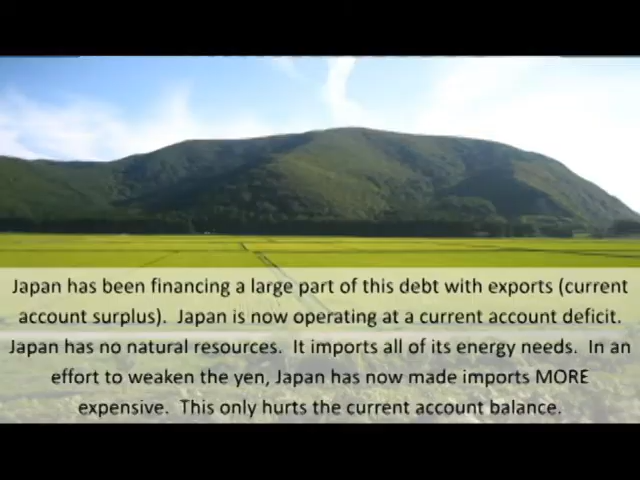 Japan has been financing a large part of this debt with exports (current
account surplus).  Japan is now operating at a current account deficit.
Japan has no natural resources.  It imports all of its energy needs.  In an
effort to weaken the yen, Japan has now made imports MORE
expensive.  This only hurts the current account balance.